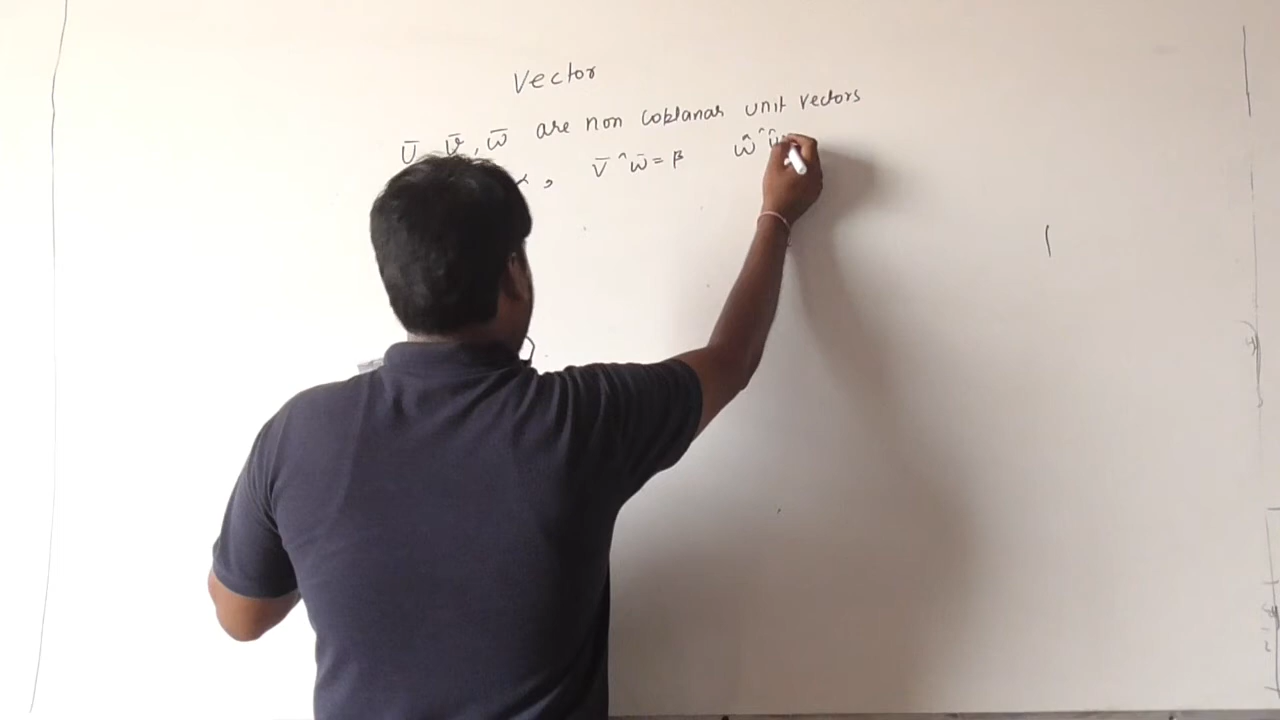 Vector
ū, v̄, w̄ are non coplanar unit vectors
α, v̄ ^ w̄ = β ŵ ^ û